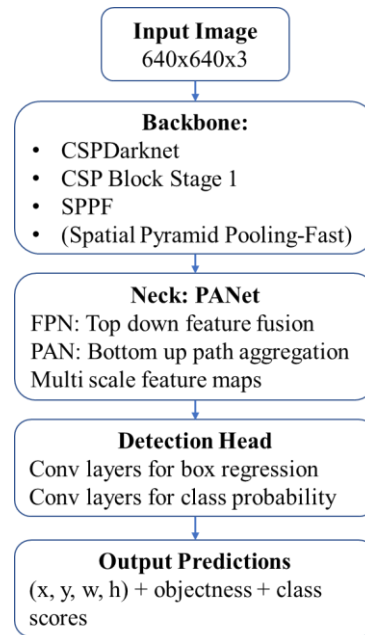 Input Image
640x640x3
Backbone:
• CSPDarknet
• CSP Block Stage 1
• SPPF
• (Spatial Pyramid Pooling-Fast)
Neck: PANet
FPN: Top down feature fusion
PAN: Bottom up path aggregation
Multi scale feature maps
Detection Head
Conv layers for box regression
Conv layers for class probability
Output Predictions
(x, y, w, h) + objectness + class
scores